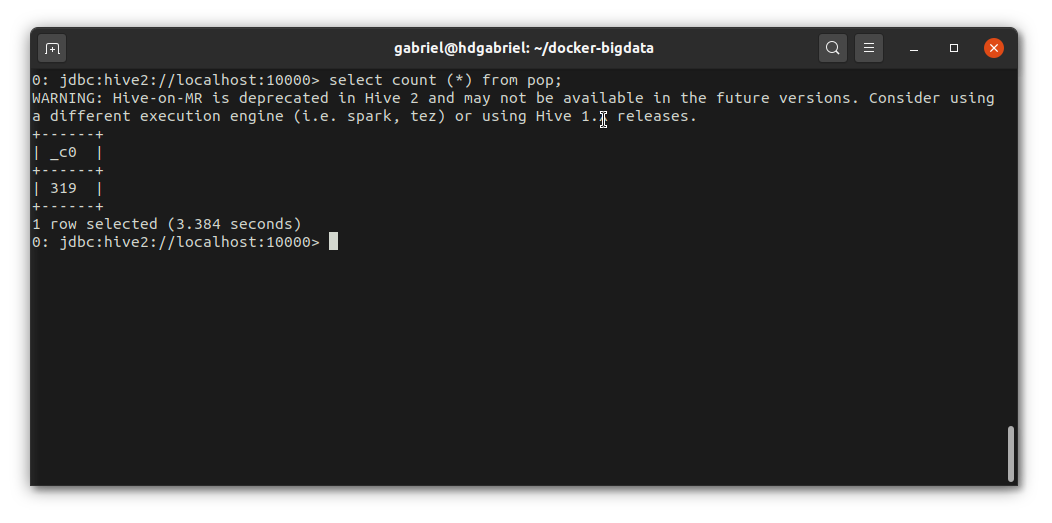 gabriel@hdgabriel: ~/docker-bigdata
0: jdbc:hive2://localhost:10000> select count (*) from pop;
WARNING: Hive-on-MR is deprecated in Hive 2 and may not be available in the future versions. Consider using
a different execution engine (i.e. spark, tez) or using Hive releases.
+------+
| _c0  |
+------+
| 319  |
+------+
1 row selected (3.384 seconds)
0: jdbc:hive2://localhost:10000>